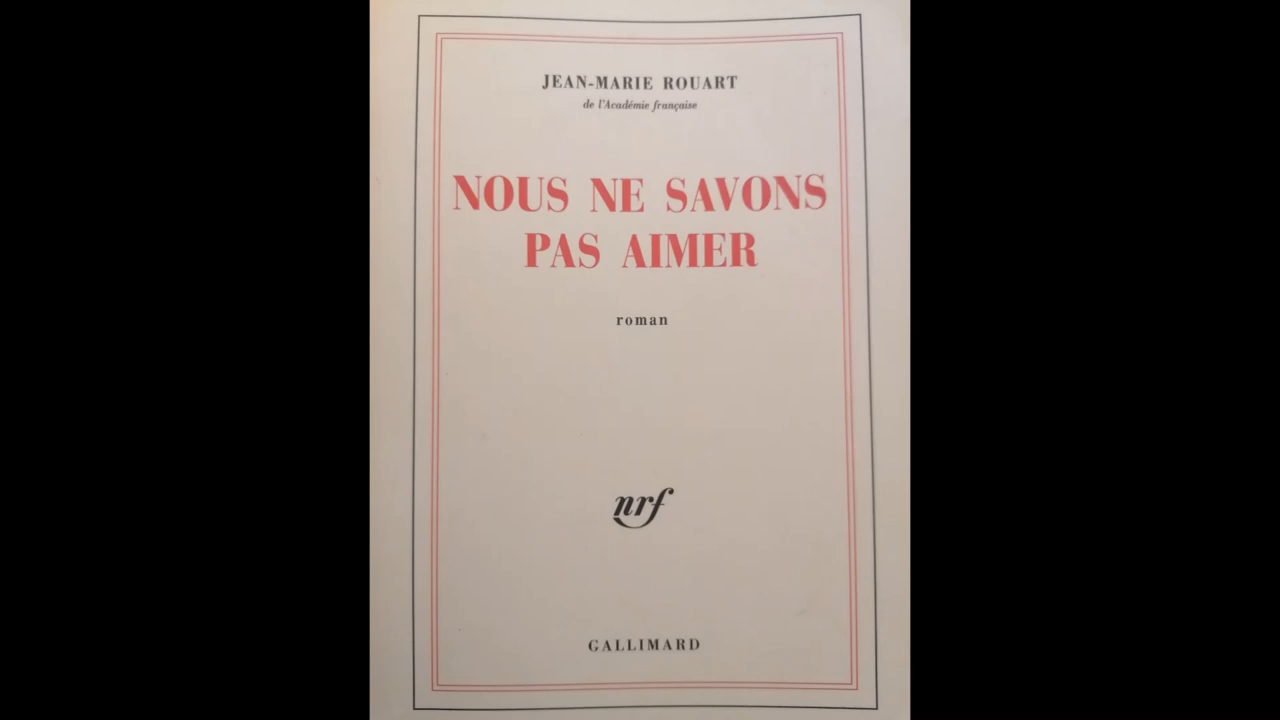 JEAN-MARIE ROUART
de l'Académie française
NOUS NE SAVONS
PAS AIMER
roman
nrf
GALLIMARD